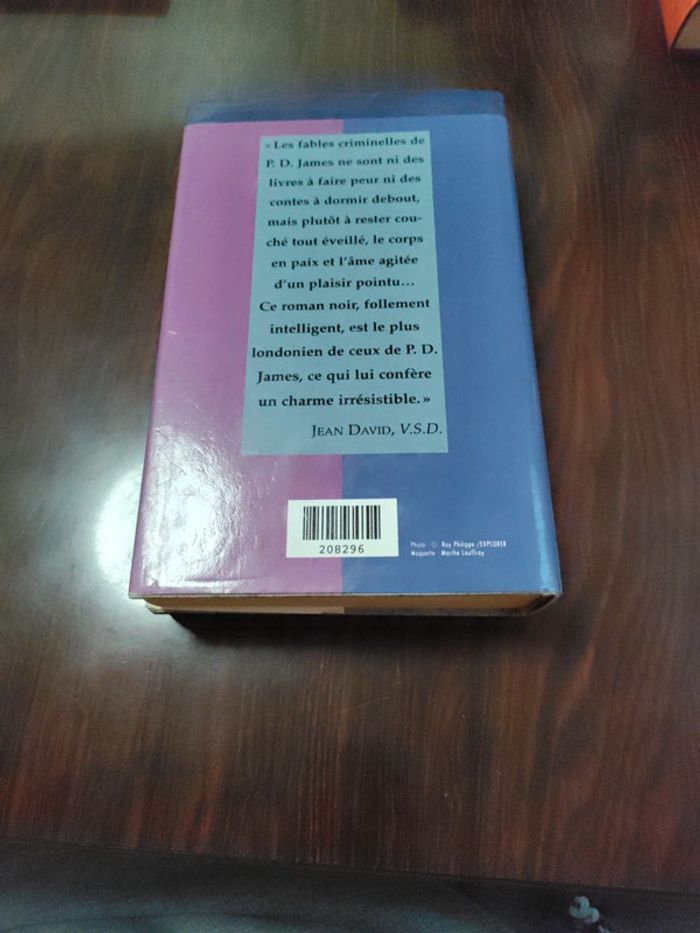 « Les fables criminelles de
P. D. James ne sont ni des
livres à faire peur ni des
contes à dormir debout,
mais plutôt à rester cou-
ché tout éveillé, le corps
en paix et l'âme agitée
d'un plaisir pointu...
Ce roman noir, follement
intelligent, est le plus
londonien de ceux de P. D.
James, ce qui lui confère
un charme irrésistible. »
JEAN DAVID, V.S.D.
208296
Photo © Roy Philippe /EXPLORER
Maquette Marthe Lauffray